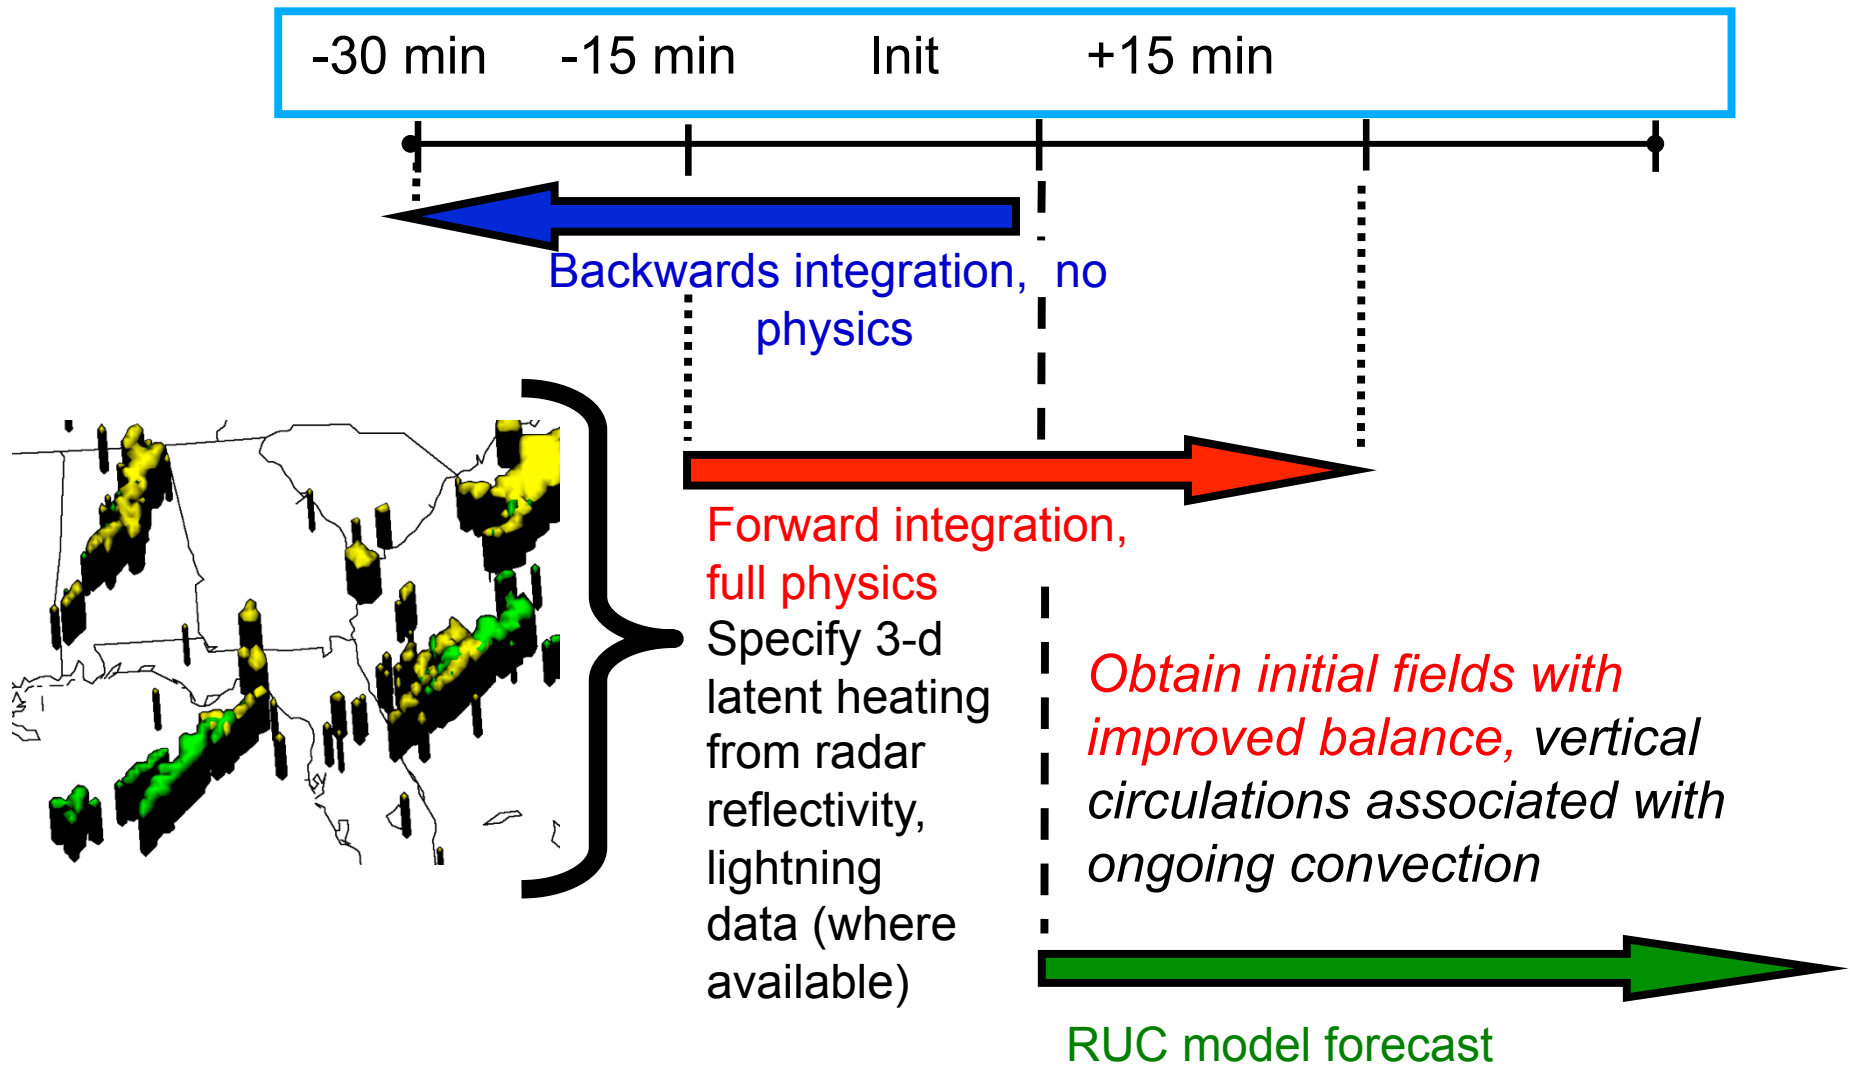 -30 min -15 min Init +15 min
Backwards integration, no
physics
Forward integration,
full physics
Specify 3-d
latent heating
from radar
reflectivity,
lightning
data (where
available)
Obtain initial fields with
improved balance, vertical
circulations associated with
ongoing convection
RUC model forecast